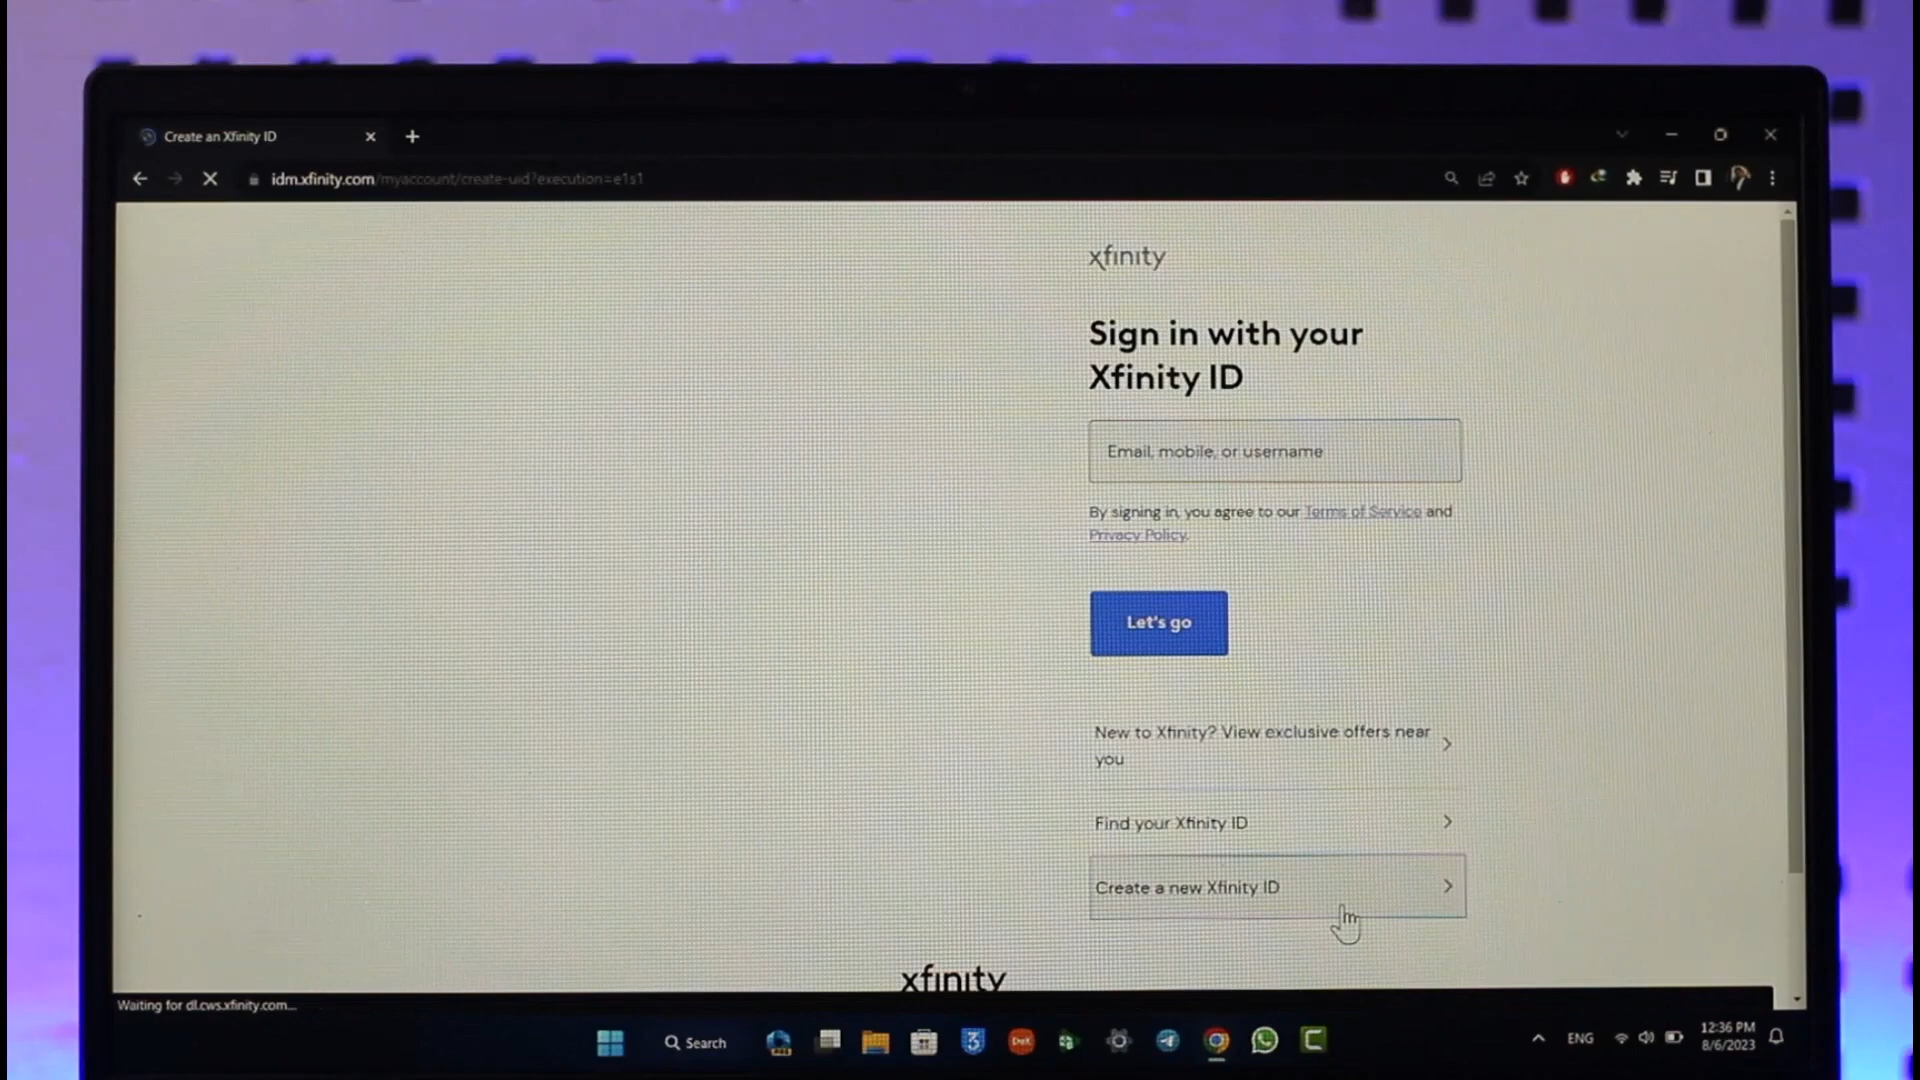 Create an Xfinity ID
idm.xfinity.com/myaccount/create-uid?execution=e1s1
xfinity
Sign in with your
Xfinity ID
Email, mobile, or username
By signing in, you agree to our Terms of Service and
Privacy Policy.
Let's go
New to Xfinity? View exclusive offers near
you
Find your Xfinity ID
Create a new Xfinity ID
xfinity
Waiting for dl.cws.xfinity.com...
Search
3
DeX
C
ENG
12:36 PM
8/6/2023